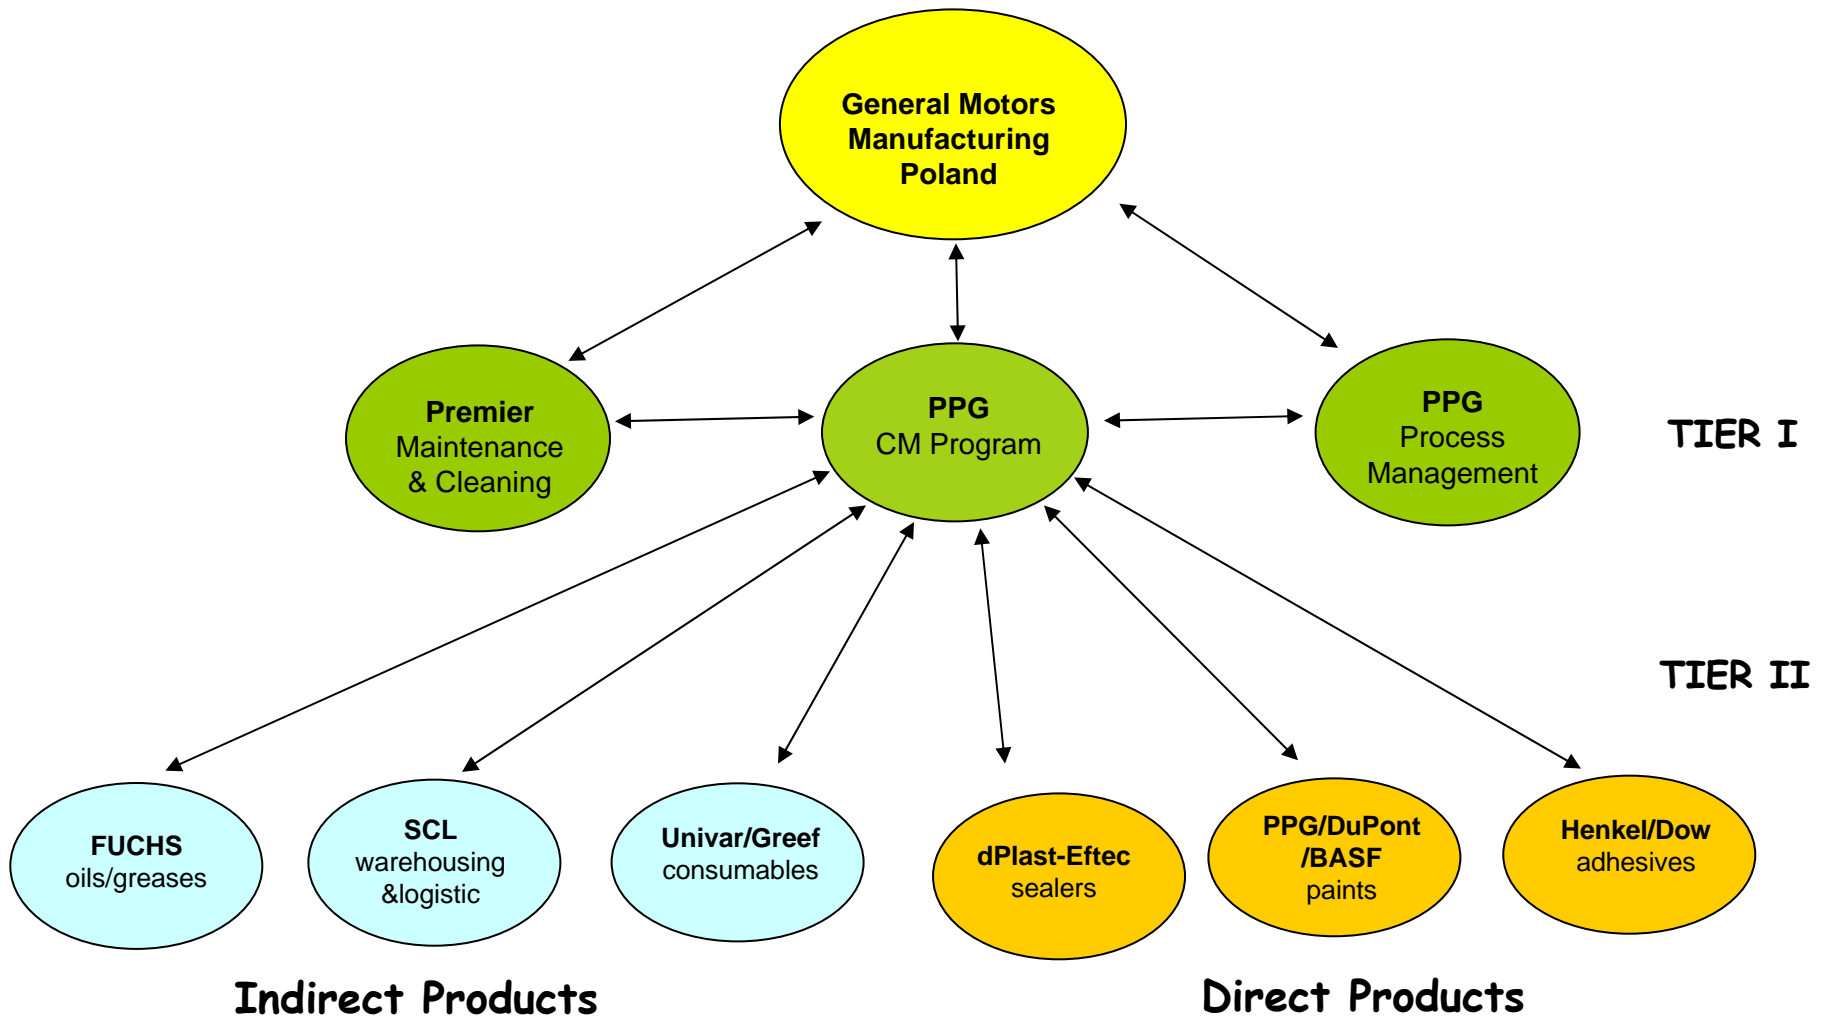 General Motors
Manufacturing
Poland
Premier
Maintenance
& Cleaning
PPG
CM Program
PPG
Process
Management
TIER I
TIER II
FUCHS
oils/greases
SCL
warehousing
&logistic
Univar/Greef
consumables
dPlast-Eftec
sealers
PPG/DuPont
/BASF
paints
Henkel/Dow
adhesives
Indirect Products
Direct Products